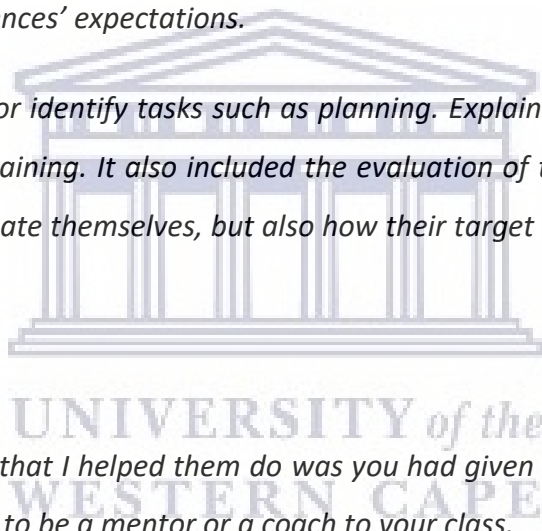 ences’ expectations.
or identify tasks such as planning. Explain
aining. It also included the evaluation of t
ate themselves, but also how their target
UNIVERSITY of the
that I helped them do was you had given
WESTERN CAPE
to be a mentor or a coach to your class.